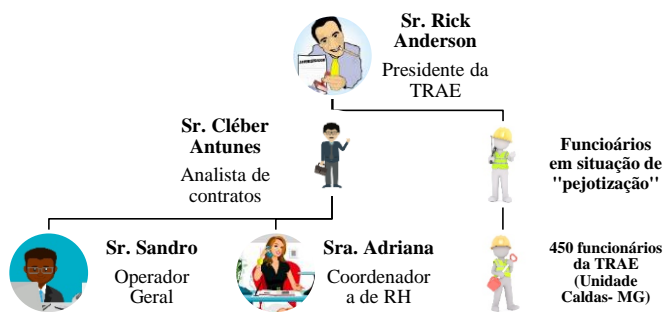 Sr. Rick
Anderson
Presidente da
TRAE
Sr. Cléber
Antunes
Analista de
contratos
Funcioários
em situação de
"pejotização"
Sr. Sandro
Operador
Geral
Sra. Adriana
Coordenador
a de RH
450 funcionários
da TRAE
(Unidade
Caldas- MG)